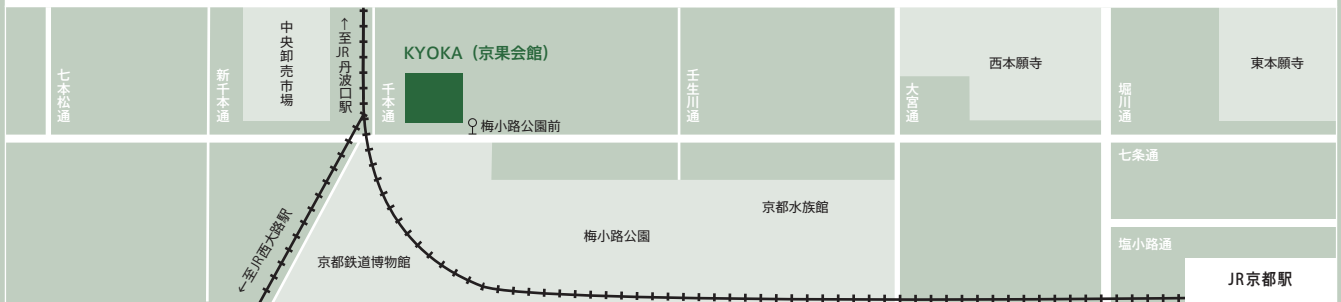 七本松通
新千本通
中央卸売市場
↑至JR丹波口駅
千本通
KYOKA（京果会館）
梅小路公園前
壬生川通
大宮通
西本願寺
堀川通
東本願寺
七条通
京都水族館
梅小路公園
塩小路通
←至JR西大路駅
京都鉄道博物館
JR京都駅